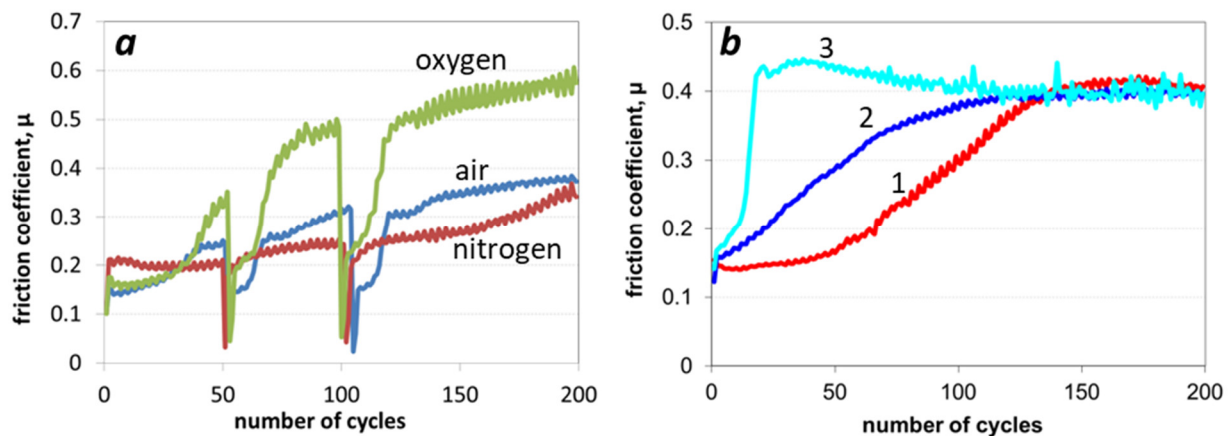 a
0.7
0.6
0.5
0.4
0.3
0.2
0.1
0
friction coefficient, μ
oxygen
air
nitrogen
0 50 100 150 200
number of cycles
b
0.5
0.4
0.3
0.2
0.1
0
friction coefficient, μ
3
2
1
0 50 100 150 200
number of cycles